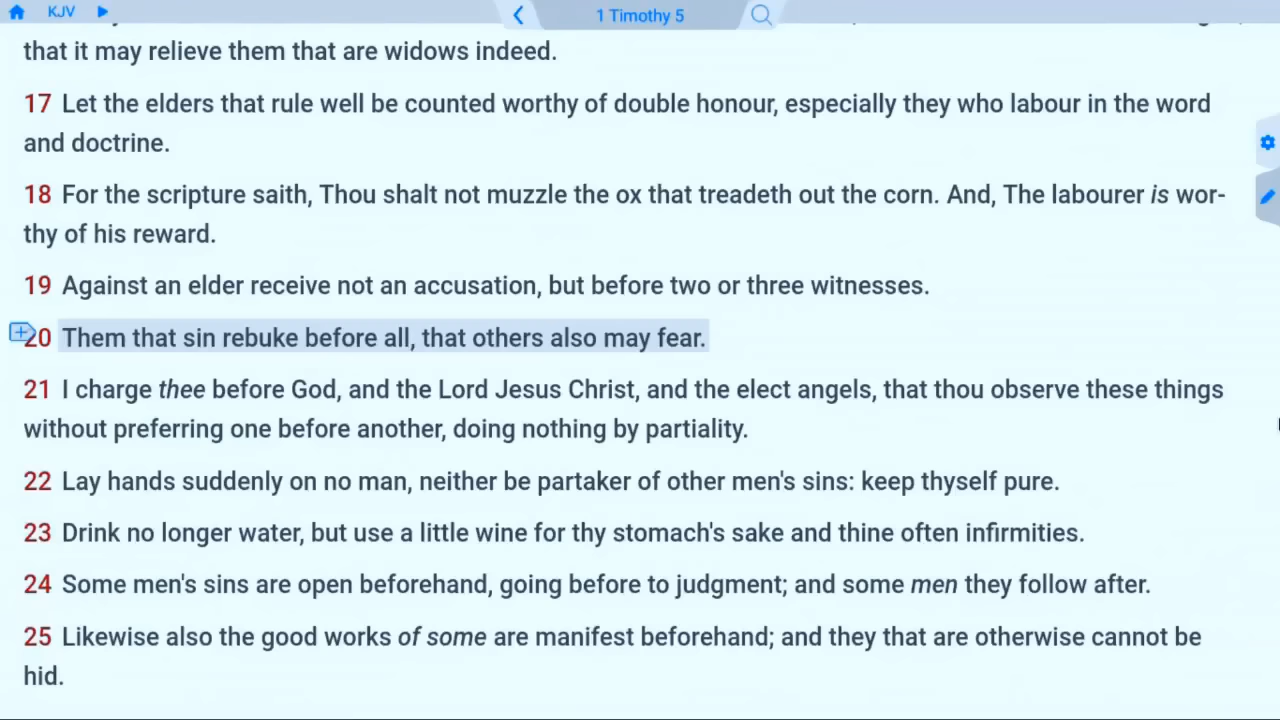 KJV
1 Timothy 5
that it may relieve them that are widows indeed.
17 Let the elders that rule well be counted worthy of double honour, especially they who labour in the word
and doctrine.
18 For the scripture saith, Thou shalt not muzzle the ox that treadeth out the corn. And, The labourer is wor-
thy of his reward.
19 Against an elder receive not an accusation, but before two or three witnesses.
20 Them that sin rebuke before all, that others also may fear.
21 I charge thee before God, and the Lord Jesus Christ, and the elect angels, that thou observe these things
without preferring one before another, doing nothing by partiality.
22 Lay hands suddenly on no man, neither be partaker of other men's sins: keep thyself pure.
23 Drink no longer water, but use a little wine for thy stomach's sake and thine often infirmities.
24 Some men's sins are open beforehand, going before to judgment; and some men they follow after.
25 Likewise also the good works of some are manifest beforehand; and they that are otherwise cannot be
hid.